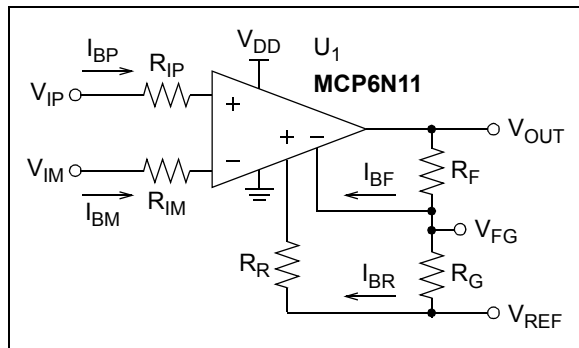 I_BP
R_IP
V_DD
U_1
MCP6N11
V_IP
+
+
−
V_OUT
V_IM
−
I_BM
R_IM
I_BF
R_F
V_FG
R_R
I_BR
R_G
V_REF